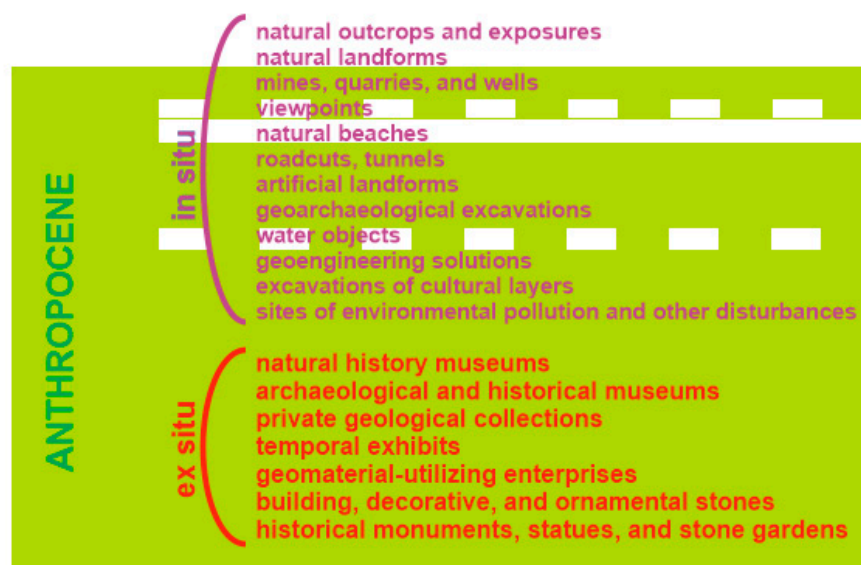 ANTHROPOCENE
in situ
natural outcrops and exposures
natural landforms
mines, quarries, and wells
viewpoints
natural beaches
roadcuts, tunnels
artificial landforms
geoarchaeological excavations
water objects
geoengineering solutions
excavations of cultural layers
sites of environmental pollution and other disturbances
ex situ
natural history museums
archaeological and historical museums
private geological collections
temporal exhibits
geomaterial-utilizing enterprises
building, decorative, and ornamental stones
historical monuments, statues, and stone gardens